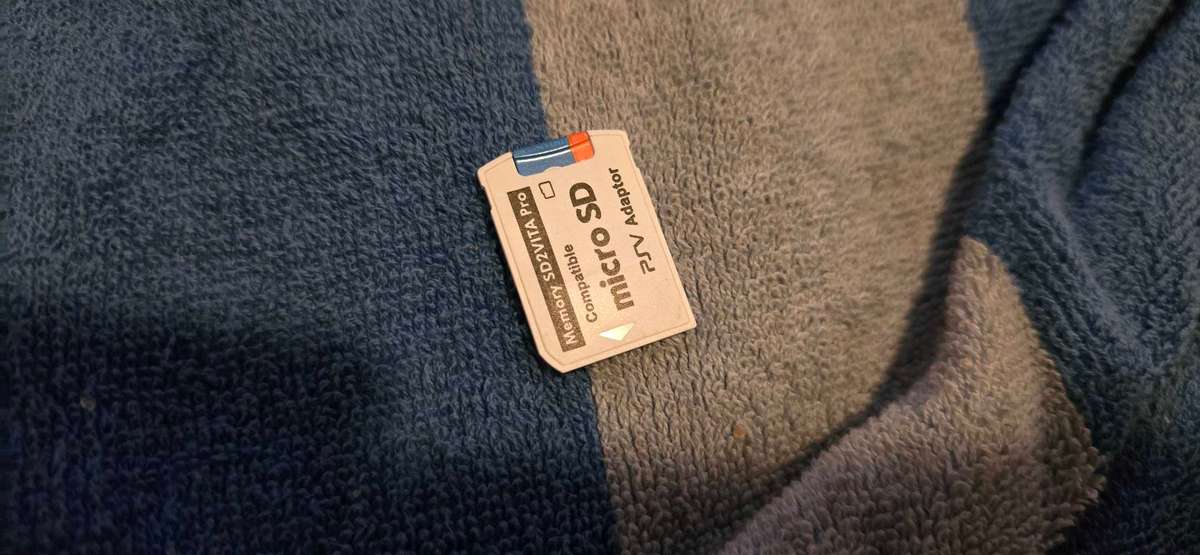 Memory SD2VITA Pro
Compatible
micro SD
PSV Adaptor